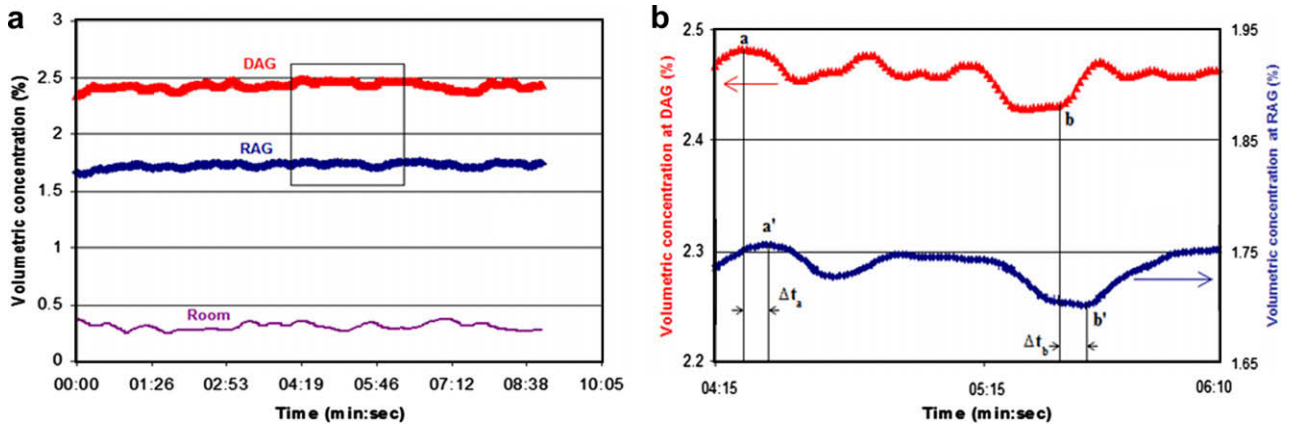 a
Volumetric concentration (%)
3
2.5
2
1.5
1
0.5
0
DAG
RAG
Room
00:00 01:26 02:53 04:19 05:46 07:12 08:38 10:05
Time (min:sec)
b
Volumetric concentration at DAG (%)
2.5
2.4
2.3
2.2
a
b
a'
Δta
Δtb
b'
1.95
1.85
1.75
1.65
Volumetric concentration at RAG (%)
04:15 05:15 06:10
Time (min:sec)